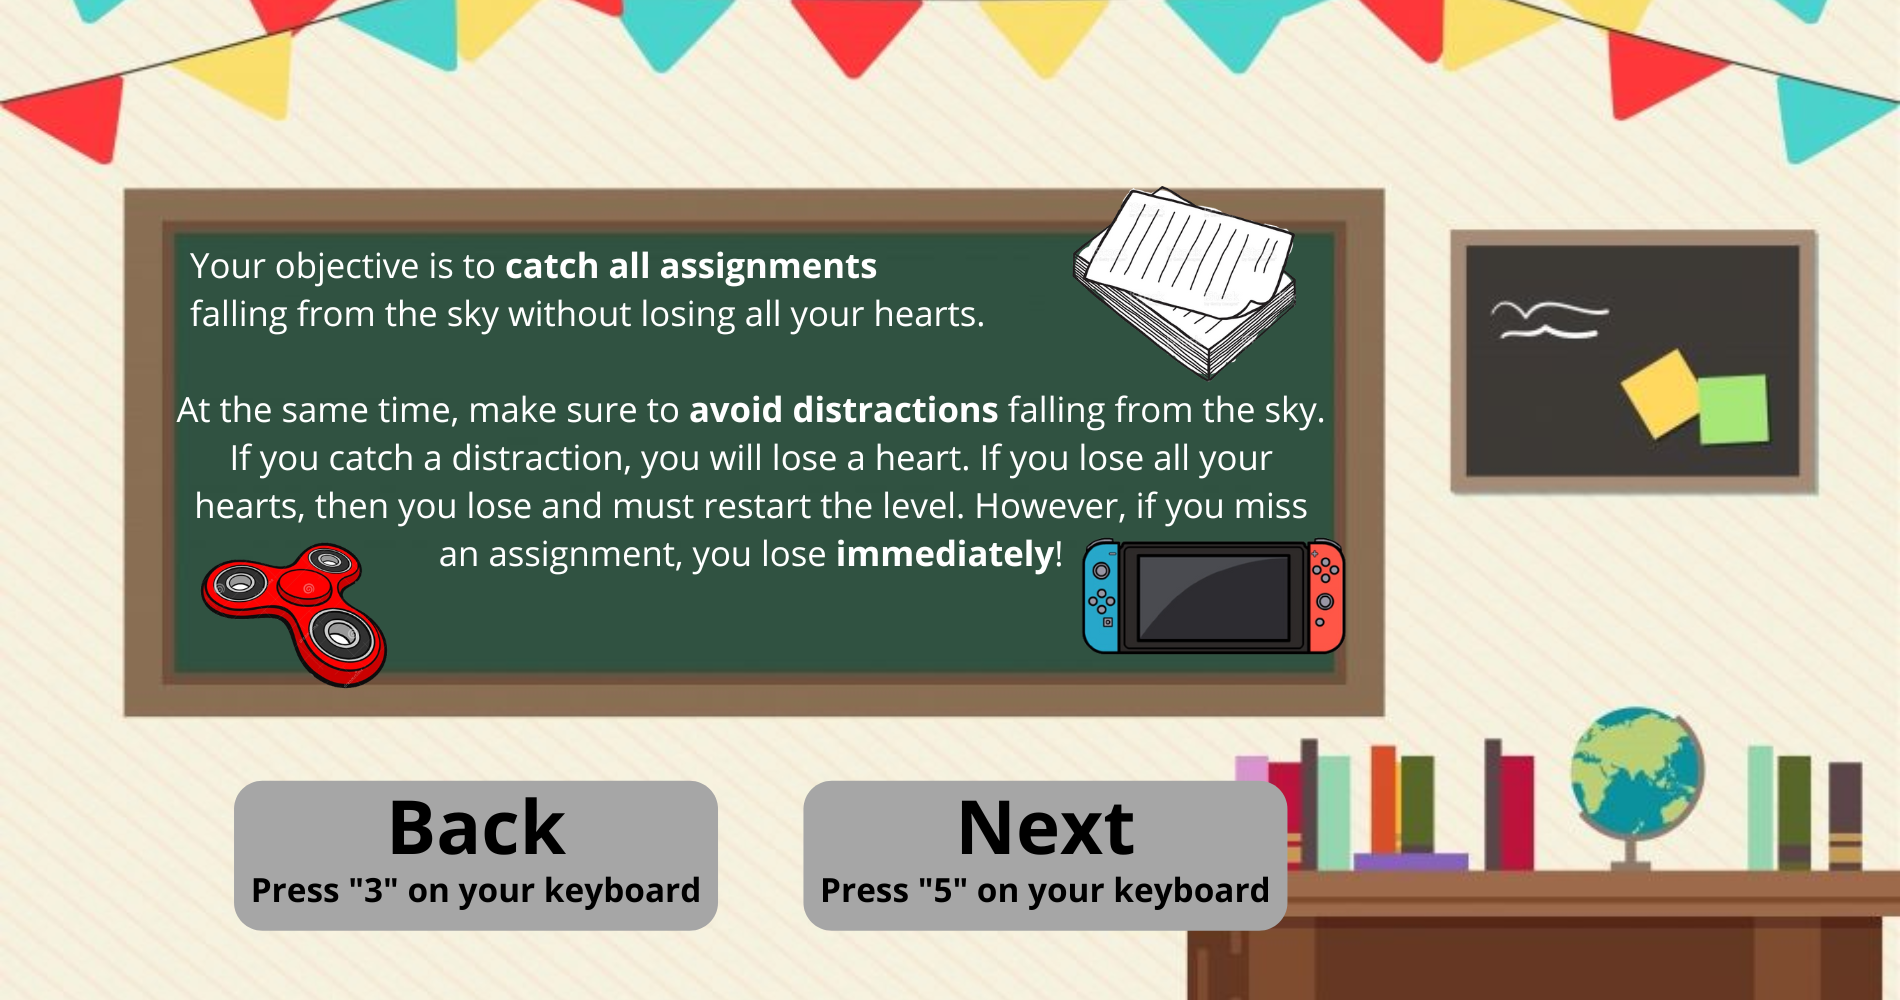 Your objective is to catch all assignments
falling from the sky without losing all your hearts.
At the same time, make sure to avoid distractions falling from the sky.
If you catch a distraction, you will lose a heart. If you lose all your
hearts, then you lose and must restart the level. However, if you miss
an assignment, you lose immediately!
Back
Press "3" on your keyboard
Next
Press "5" on your keyboard